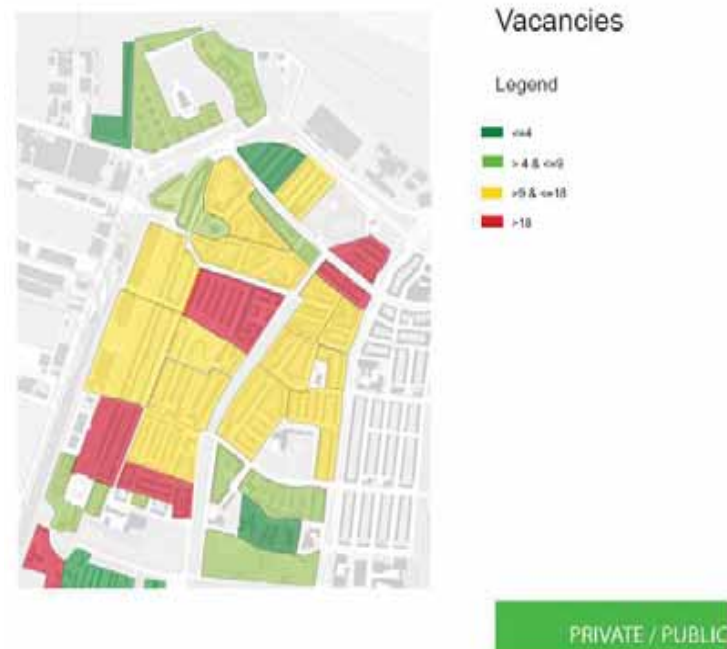 Vacancies
Legend
<=4
> 4 & <=9
>9 & <=18
>18
PRIVATE / PUBLIC